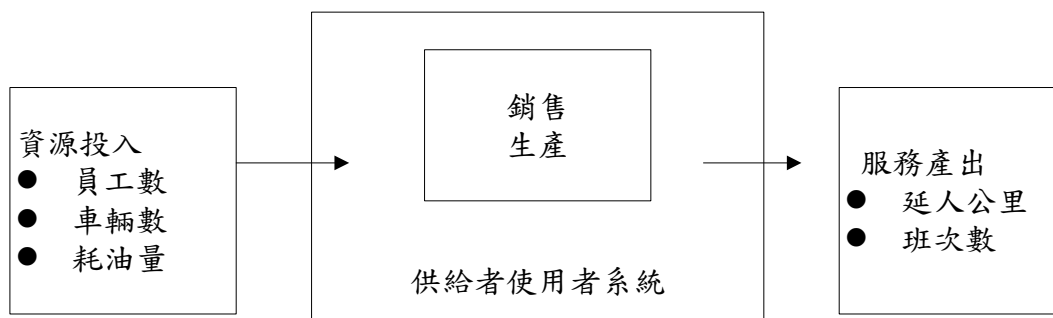 資源投入
● 員工數
● 車輛數
● 耗油量
銷售
生產
供給者使用者系統
服務產出
● 延人公里
● 班次數